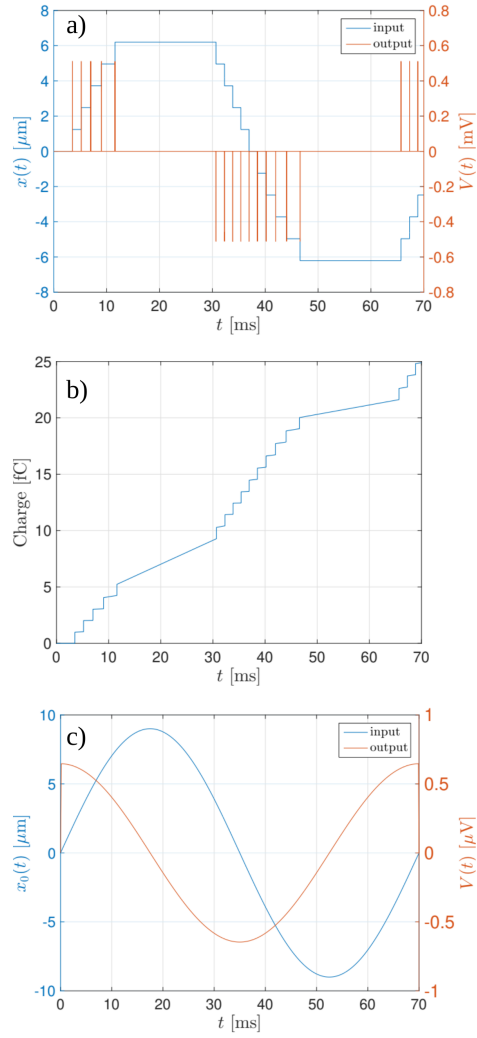 a)
input
output
8
6
4
2
0
-2
-4
-6
-8
0.8
0.6
0.4
0.2
0
-0.2
-0.4
-0.6
-0.8
x(t) [μm]
V(t) [mV]
0 10 20 30 40 50 60 70
t [ms]
b)
25
20
15
10
5
0
Charge [fC]
0 10 20 30 40 50 60 70
t [ms]
c)
input
output
10
5
0
-5
-10
1
0.5
0
-0.5
-1
x₀(t) [μm]
V(t) [μV]
0 10 20 30 40 50 60 70
t [ms]